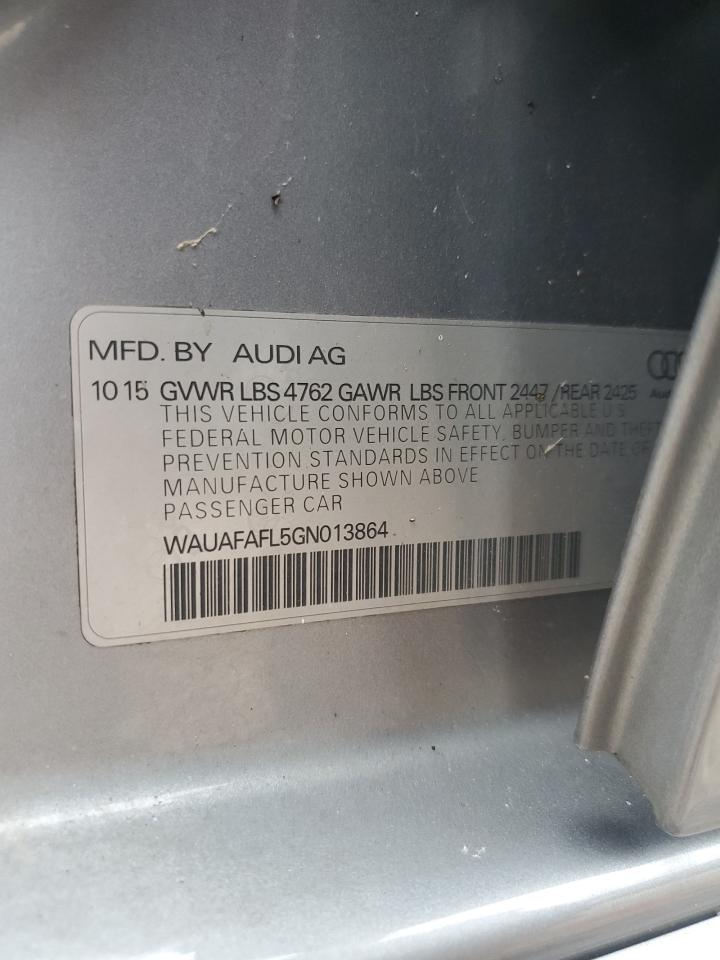 MFD. BY AUDI AG
10 15 GVWR LBS 4762 GAWR LBS FRONT 2447 /REAR 2425
THIS VEHICLE CONFORMS TO ALL APPLICABLE U S
FEDERAL MOTOR VEHICLE SAFETY, BUMPER AND THEFT
PREVENTION STANDARDS IN EFFECT ON THE DATE OF
MANUFACTURE SHOWN ABOVE
PASSENGER CAR
WAUAFAFL5GN013864